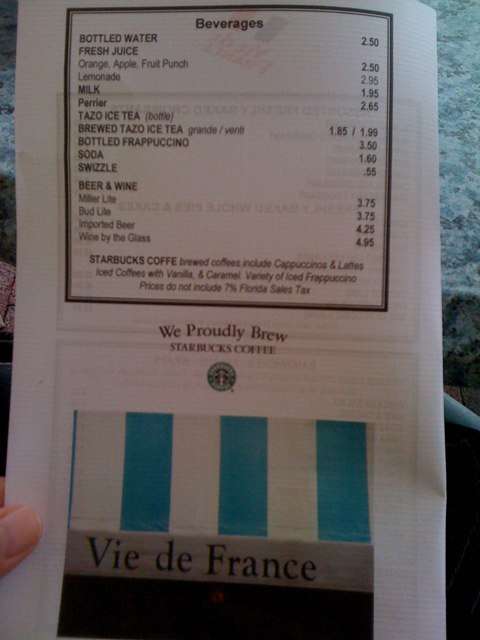 Beverages
BOTTLED WATER 2.50
FRESH JUICE
Orange, Apple, Fruit Punch 2.50
Lemonade 2.95
MILK 1.95
Perrier 2.65
TAZO ICE TEA (bottle)
BREWED TAZO ICE TEA grande / venti 1.85 / 1.99
BOTTLED FRAPPUCCINO 3.50
SODA 1.60
SWIZZLE .55
BEER & WINE
Miller Lite 3.75
Bud Lite 3.75
Imported Beer 4.25
Wine by the Glass 4.95
STARBUCKS COFFE brewed coffees include Cappucinos & Lattes
Iced Coffees with Vanilla, & Caramel. Variety of Iced Frappuccino
Prices do not include 7% Florida Sales Tax
We Proudly Brew
STARBUCKS COFFEE
Vie de France